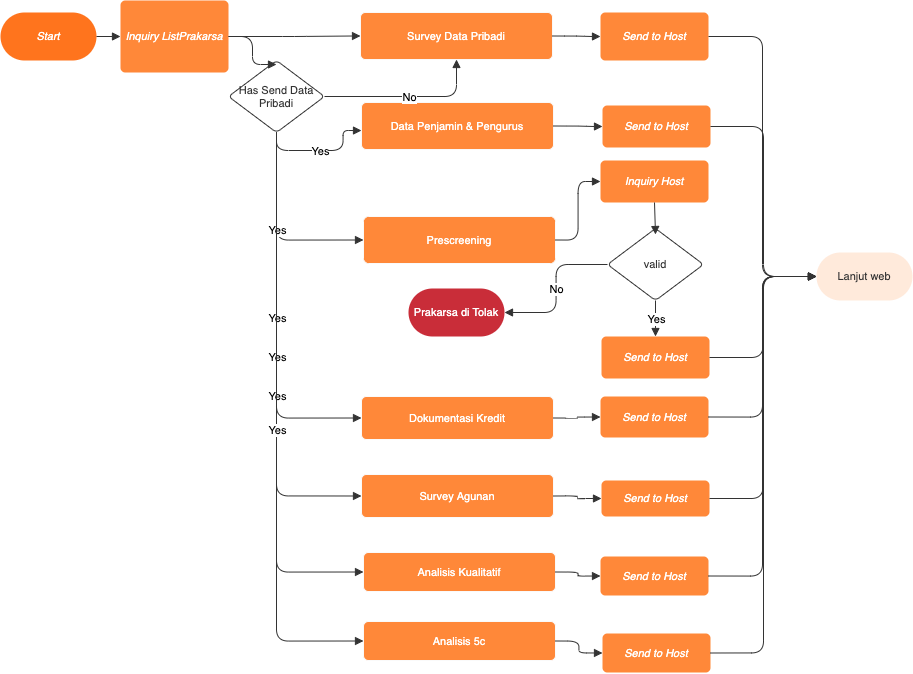 Start
Inquiry ListPrakarsa
Survey Data Pribadi
Send to Host
Has Send Data
Pribadi
No
Data Penjamin & Pengurus
Send to Host
Yes
Inquiry Host
Yes
Prescreening
valid
Lanjut web
No
Prakarsa di Tolak
Yes
Yes
Yes
Send to Host
Yes
Dokumentasi Kredit
Send to Host
Yes
Survey Agunan
Send to Host
Analisis Kualitatif
Send to Host
Analisis 5c
Send to Host